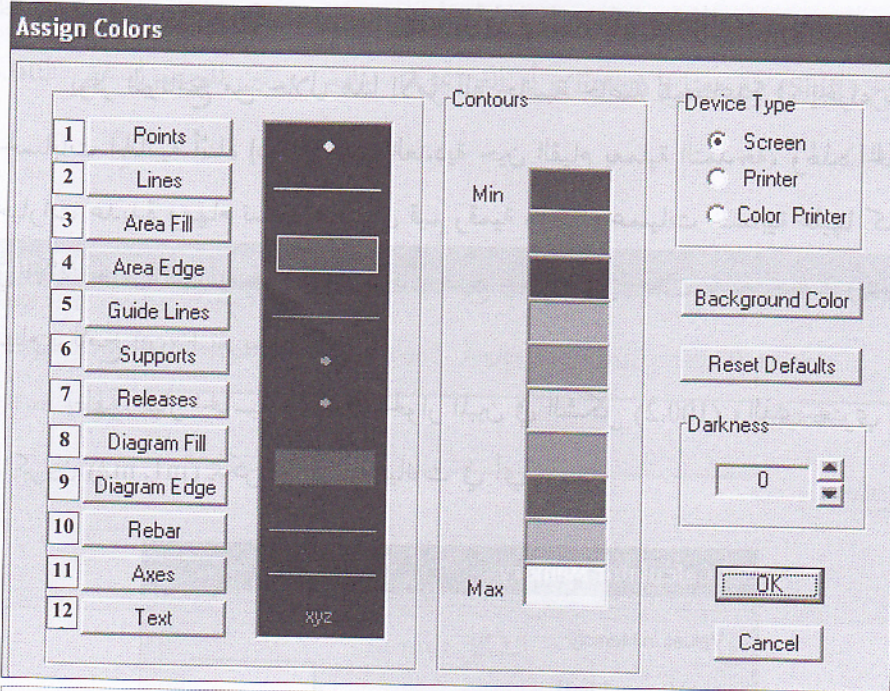 Assign Colors
1 Points
2 Lines
3 Area Fill
4 Area Edge
5 Guide Lines
6 Supports
7 Releases
8 Diagram Fill
9 Diagram Edge
10 Rebar
11 Axes
12 Text
xyz
Contours
Min
Max
Device Type
Screen
Printer
Color Printer
Background Color
Reset Defaults
Darkness
0
OK
Cancel